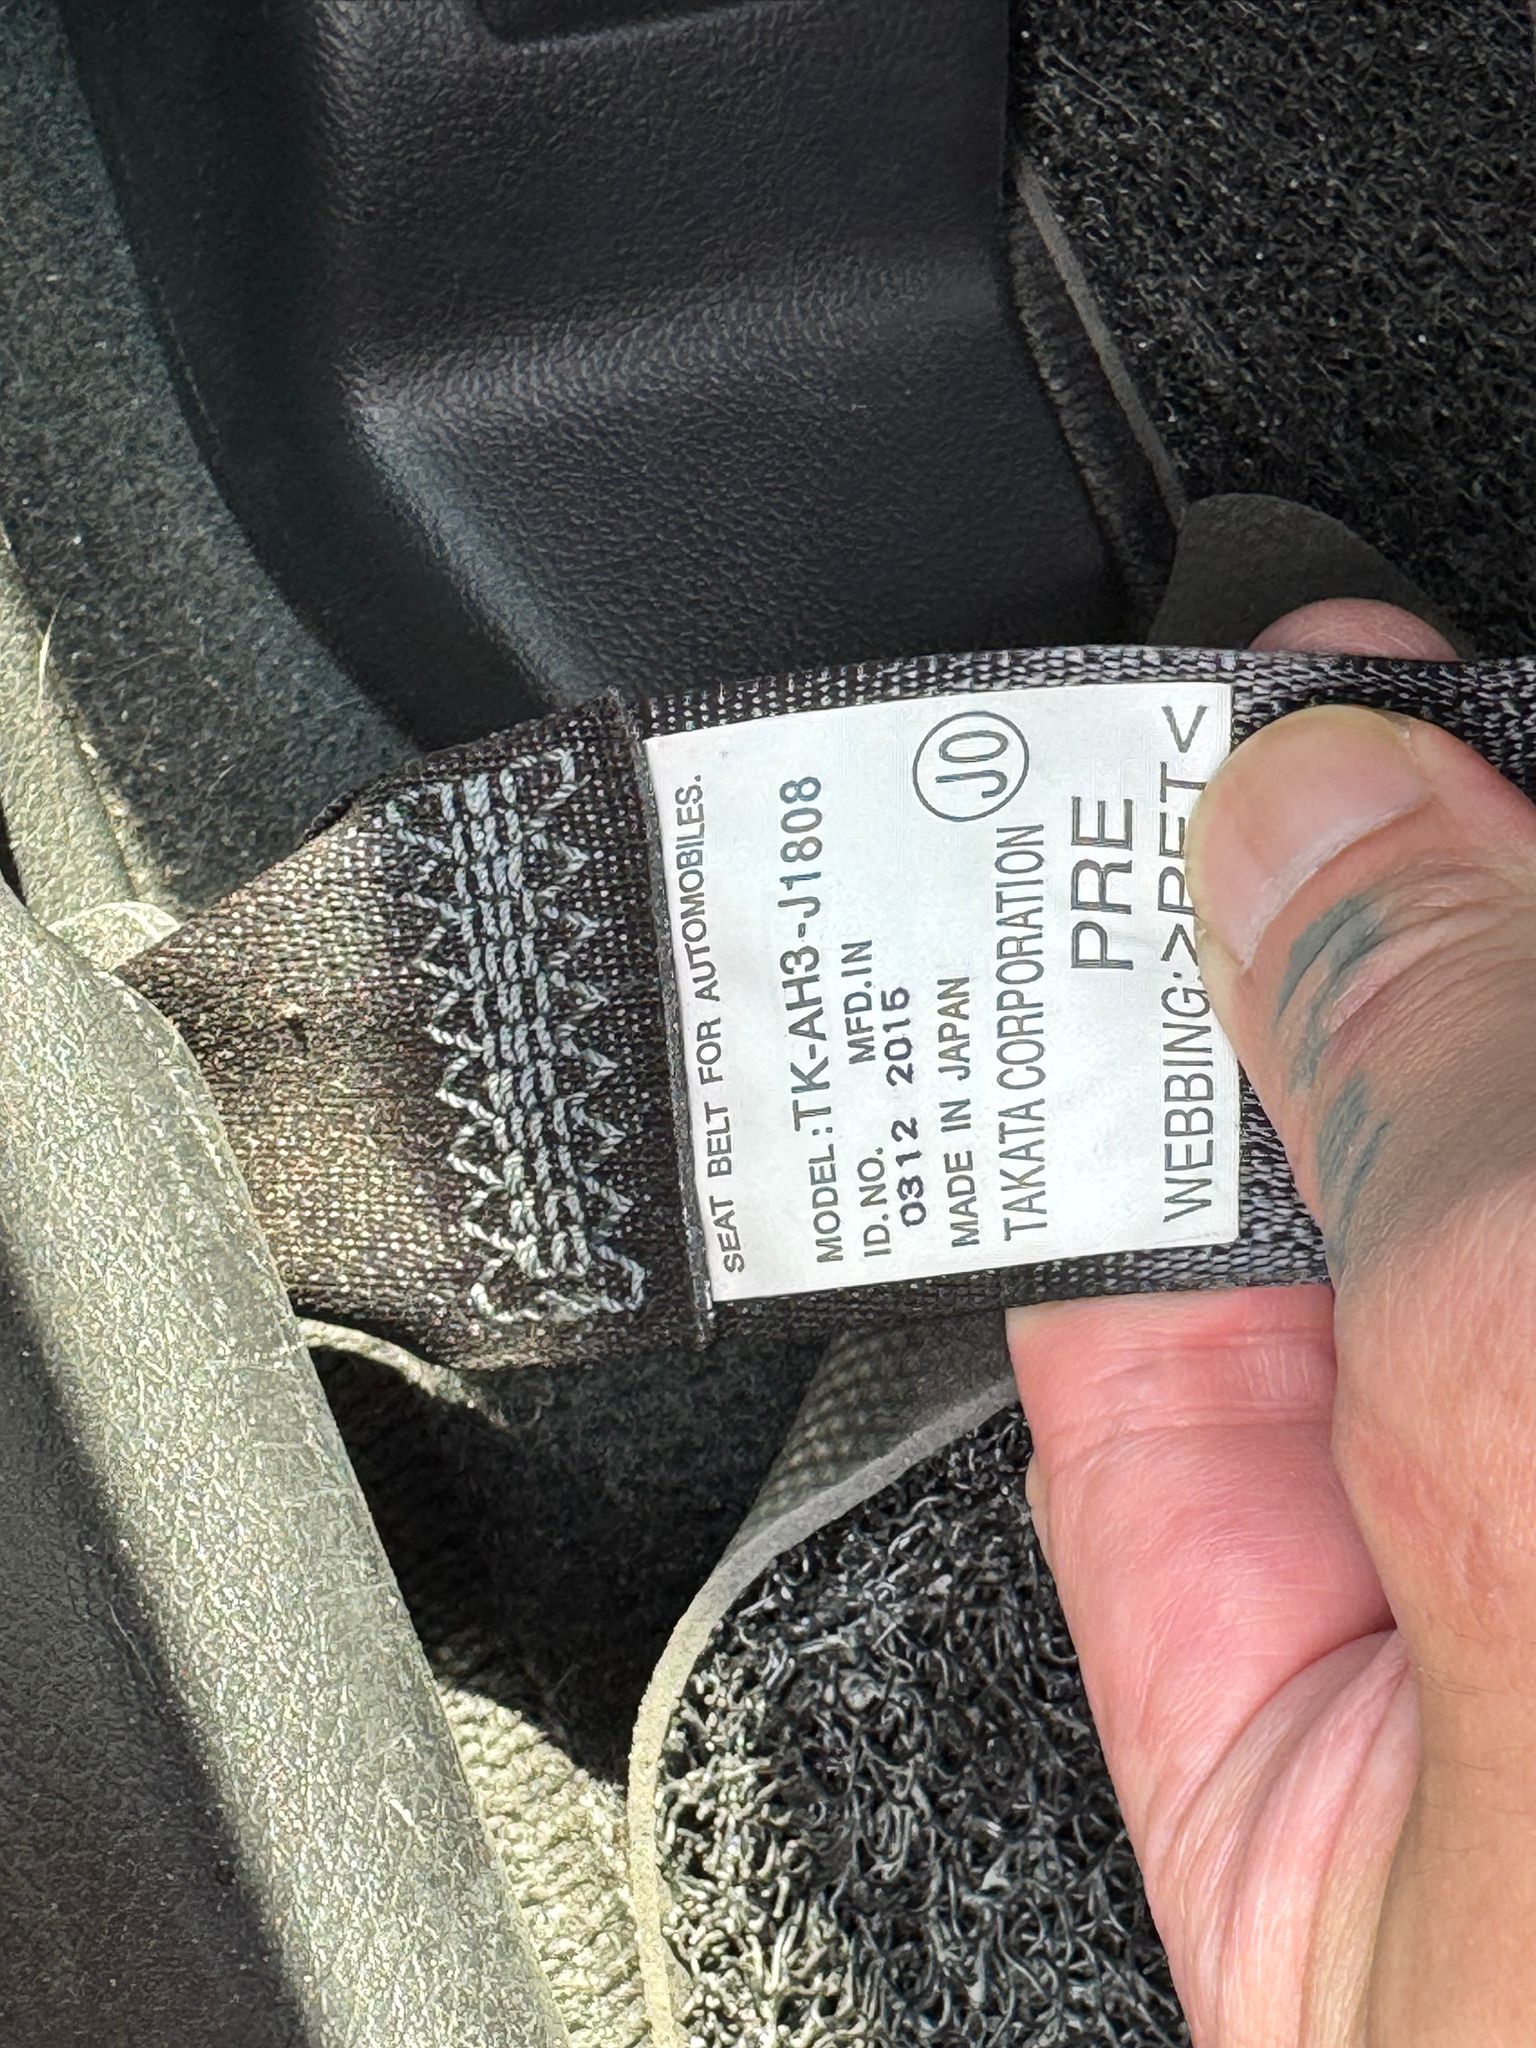 SEAT BELT FOR AUTOMOBILES.
MODEL:TK-AH3-J1808
ID.NO. MFD.IN
0312 2015
MADE IN JAPAN
TAKATA CORPORATION J0
PRE
WEBBING:>PET<